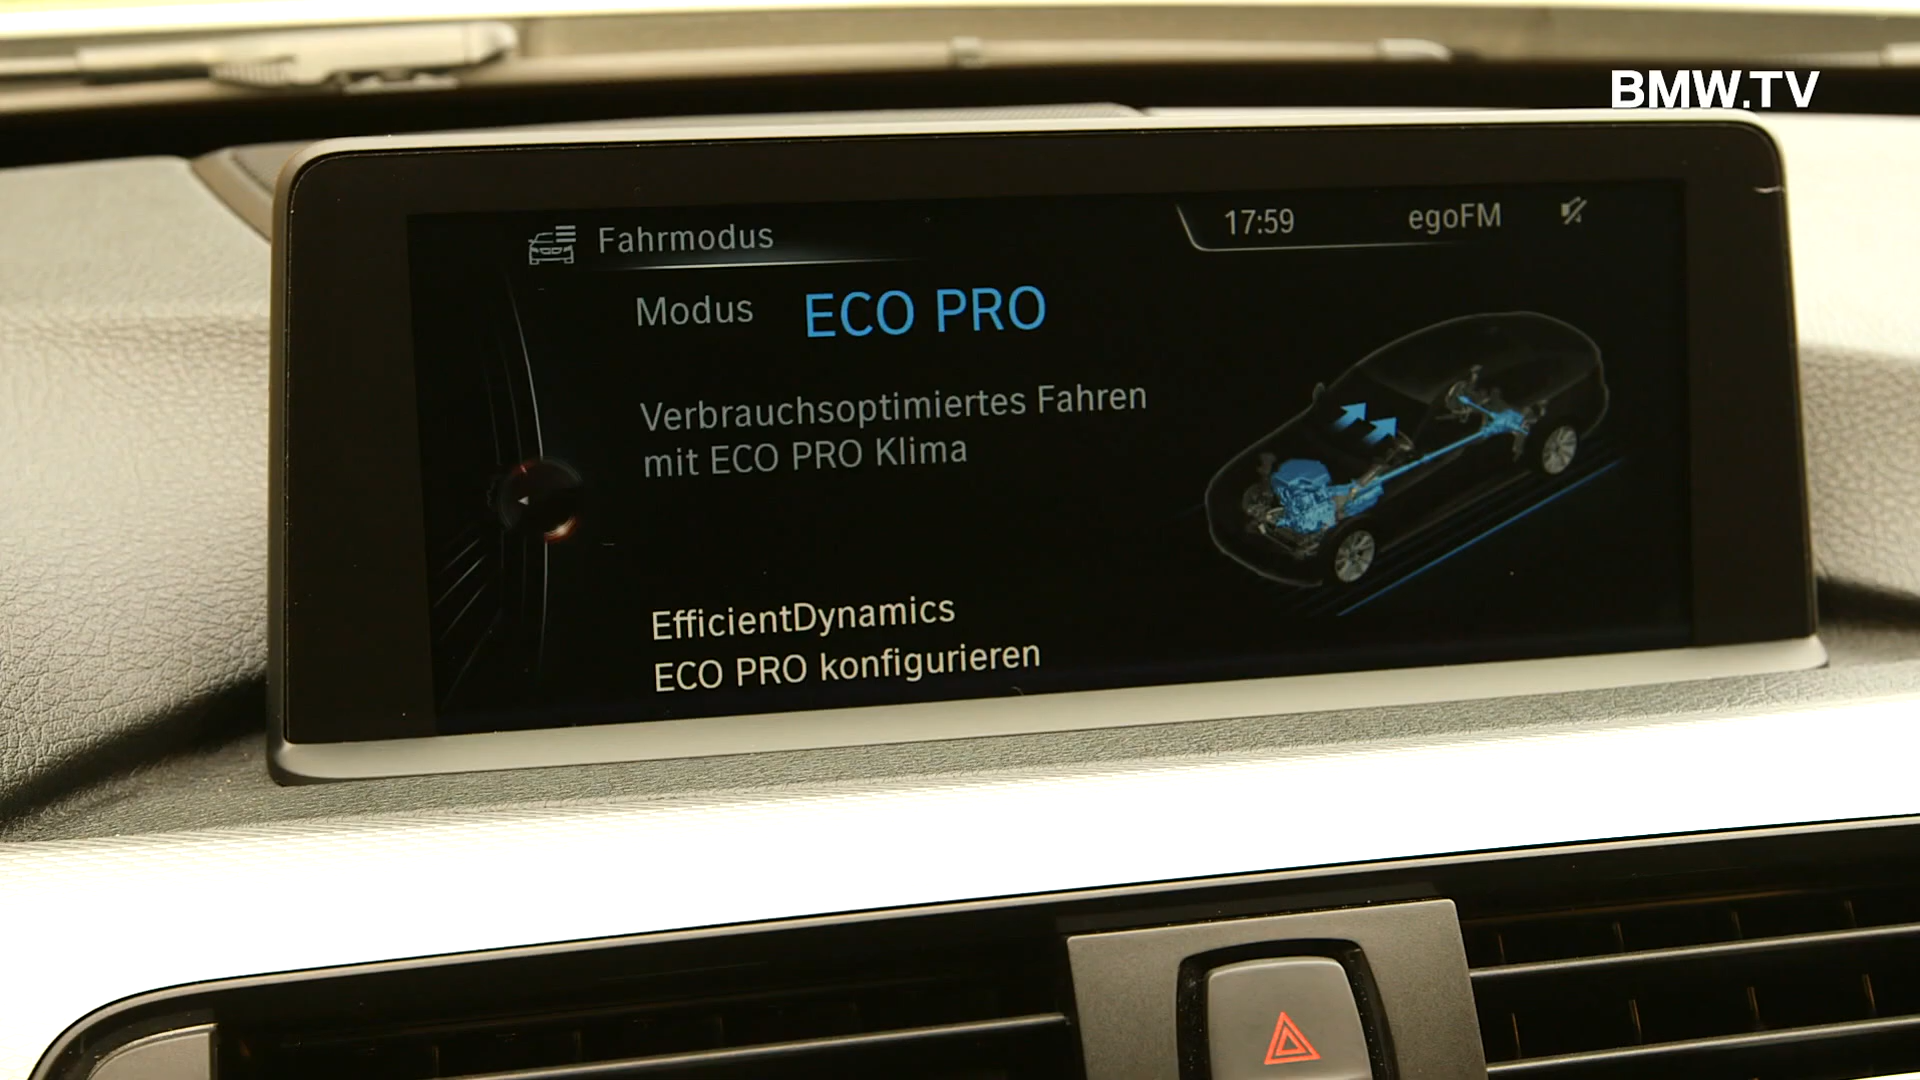 BMW.TV
Fahrmodus
17:59
egoFM
Modus
ECO PRO
Verbrauchsoptimiertes Fahren
mit ECO PRO Klima
EfficientDynamics
ECO PRO konfigurieren